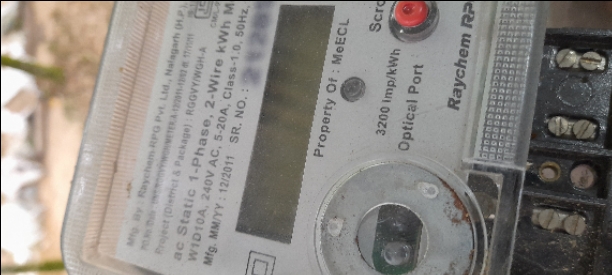 Mfg. By : Raychem RPG Pvt. Ltd., Nalagarh (H.P.
Project (District & Package) : RGGVY/WGH-A
ac Static 1-Phase, 2-Wire kWh M
W1D10A, 240V AC, 5-20A, Class-1.0, 50Hz,
Mfg. MM/YY : 12/2011 SR. NO. :
Property Of : MeECL
Scro
3200 Imp/kWh
Optical Port
Raychem RP